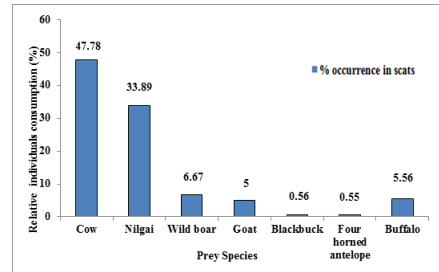 60
50
40
30
20
10
0
Relative individuals consumption (%)
47.78
33.89
6.67
5
0.56
0.55
5.56
% occurrence in scats
Cow
Nilgai
Wild boar
Goat
Blackbuck
Four
horned
antelope
Buffalo
Prey Species